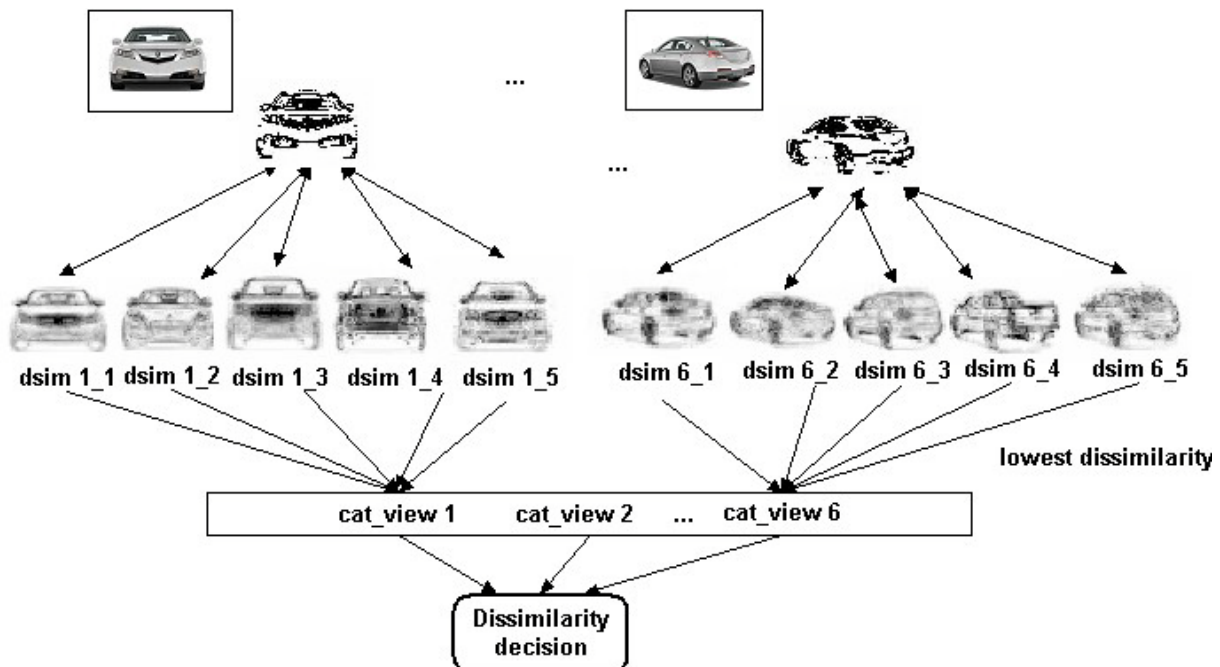 ...
...
dsim 1_1 dsim 1_2 dsim 1_3 dsim 1_4 dsim 1_5
dsim 6_1 dsim 6_2 dsim 6_3 dsim 6_4 dsim 6_5
lowest dissimilarity
cat_view 1 cat_view 2 ... cat_view 6
Dissimilarity
decision